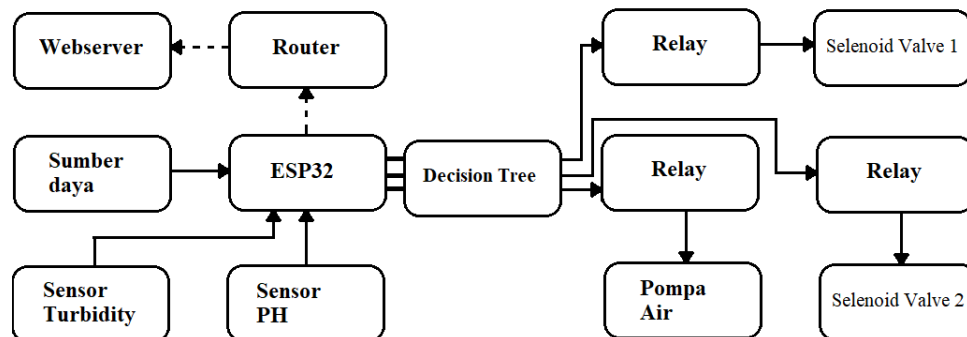 Webserver
Router
Relay
Selenoid Valve 1
Sumber
daya
ESP32
Decision Tree
Relay
Relay
Sensor
Turbidity
Sensor
PH
Pompa
Air
Selenoid Valve 2